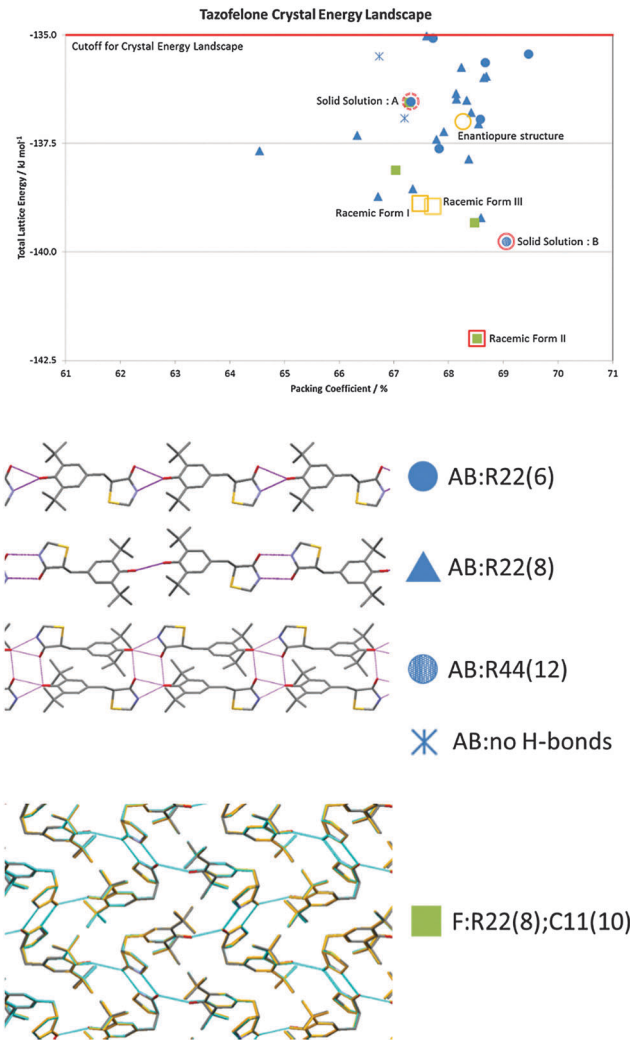 Tazofelone Crystal Energy Landscape
-135.0
Cutoff for Crystal Energy Landscape
Solid Solution : A
Enantiopure structure
-137.5
Racemic Form I
Racemic Form III
Solid Solution : B
-140.0
Racemic Form II
-142.5
Total Lattice Energy / kJ mol-1
61 62 63 64 65 66 67 68 69 70 71
Packing Coefficient / %
AB:R22(6)
AB:R22(8)
AB:R44(12)
AB:no H-bonds
F:R22(8);C11(10)